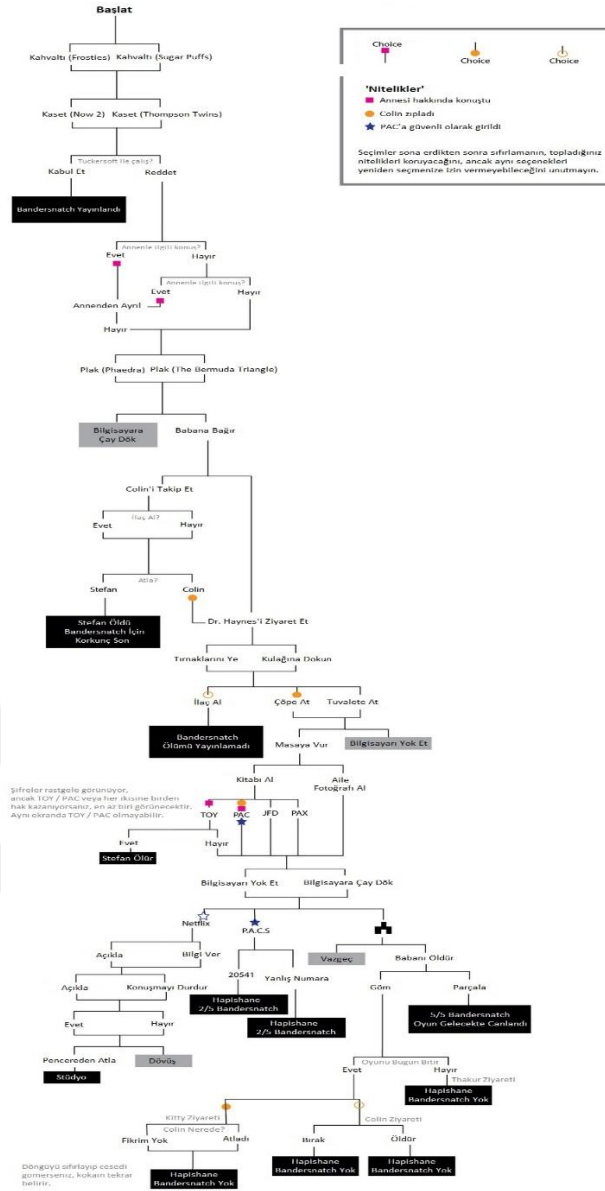 Başlat
Kahvaltı (Frosties) Kahvaltı (Sugar Puffs)
Kaset (Now 2) Kaset (Thompson Twins)
Tuckersoft ile çalış?
Kabul Et Reddet
Bandersnatch Yayınlandı
Choice
Choice
Choice
'Nitelikler'
Annesi hakkında konuştu
Colin zıpladı
PAC'a güvenli olarak girildi
Seçimler sona erdikten sonra sıfırlamanın, topladığınız
nitelikleri koruyacağını, ancak aynı seçenekleri
yeniden seçmenize izin vermeyebileceğini unutmayın.
Annenle ilgili konuş?
Evet Hayır
Annenle ilgili konuş?
Evet Hayır
Annenden Ayrıl
Hayır
Plak (Phaedra) Plak (The Bermuda Triangle)
Bilgisayara
Çay Dök
Babana Bağır
Colin'i Takip Et
İlaç Al?
Evet Hayır
Atla?
Stefan Colin
Stefan Öldü
Bandersnatch İçin
Korkunç Son
Dr. Haynes'i Ziyaret Et
Tırnaklarını Ye Kulağına Dokun
İlaç Al Çöpe At Tuvalete At
Bandersnatch
Ölümü Yayınlamadı
Masaya Vur Bilgisayarı Yok Et
Kitabı Al Aile
Fotoğrafı Al
Şifreler rastgele görünüyor,
ancak TOY / PAC veya her ikisine birden
hak kazanıyorsanız, en az biri görünecektir.
Aynı ekranda TOY / PAC olmayabilir.
TOY PAC JFD PAX
Evet Hayır
Stefan Ölür
Bilgisayarı Yok Et Bilgisayara Çay Dök
Netflix P.A.C.S
Açıkla Bilgi Ver
Vazgeç Babanı Öldür
20541 Yanlış Numara
Açıkla Konuşmayı Durdur
Göm Parçala
Hapishane
2/5 Bandersnatch
Hapishane
2/5 Bandersnatch
5/5 Bandersnatch
Oyun Gelecekte Canlandı
Evet Hayır
Pencereden Atla Dövüş
Stüdyo
Oyunu Bugün Bitir
Evet Hayır
Thakur Ziyareti
Hapishane
Bandersnatch Yok
Kitty Ziyareti Colin Ziyareti
Colin Nerede?
Fikrim Yok Atladı Bırak Öldür
Hapishane
Bandersnatch Yok
Hapishane
Bandersnatch Yok
Hapishane
Bandersnatch Yok
Döngüyü sıfırlayıp cesedi
gömerseniz, kokain tekrar
belirir.